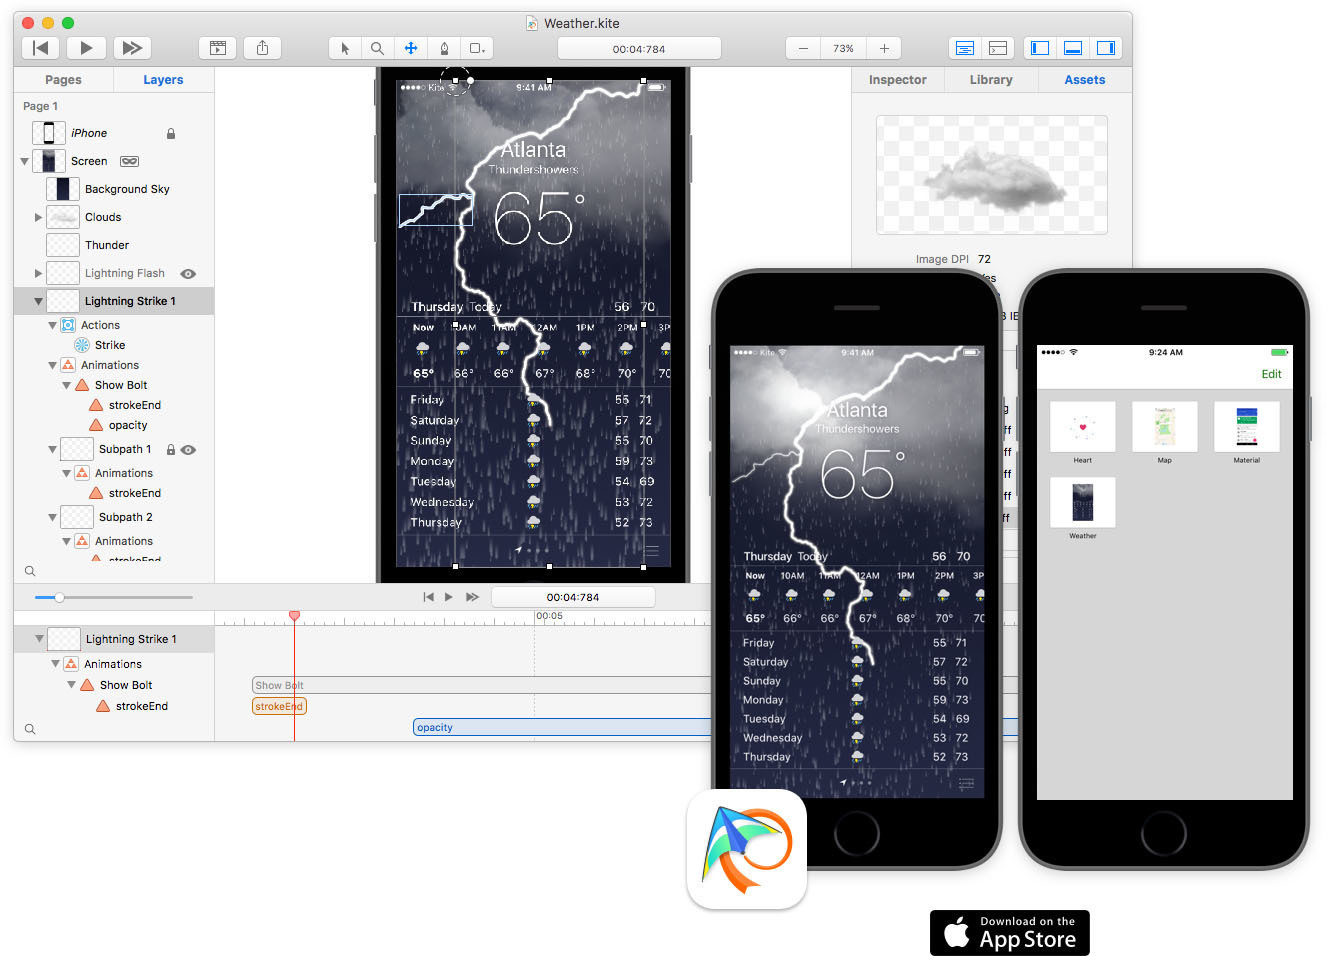 Weather.kite
00:04:784
73%
Pages
Layers
Page 1
iPhone
Screen
Background Sky
Clouds
Thunder
Lightning Flash
Lightning Strike 1
Actions
Strike
Animations
Show Bolt
strokeEnd
opacity
Subpath 1
Animations
strokeEnd
Subpath 2
Animations
strokeEnd
Kite
9:41 AM
Atlanta
Thundershowers
65°
Thursday Today 56 70
Now 10AM 11AM 12AM 1PM 2PM 3P
65° 66° 66° 67° 68° 70° 70
Friday 55 71
Saturday 57 72
Sunday 55 70
Monday 59 73
Tuesday 54 69
Wednesday 53 72
Thursday 52 73
Inspector
Library
Assets
Image DPI 72
00:04:784
00:05
Lightning Strike 1
Animations
Show Bolt
strokeEnd
Show Bolt
strokeEnd
opacity
Kite
9:41 AM
Atlanta
Thundershowers
65°
Thursday Today 56 70
Now 10AM 11AM 12AM 1PM 2PM 3P
65° 66° 66° 67° 68° 70° 70
Friday 55 71
Saturday 57 72
Sunday 55 70
Monday 59 73
Tuesday 54 69
Wednesday 53 72
Thursday 52 73
9:24 AM
Edit
Heart
Map
Material
Weather
Download on the
App Store